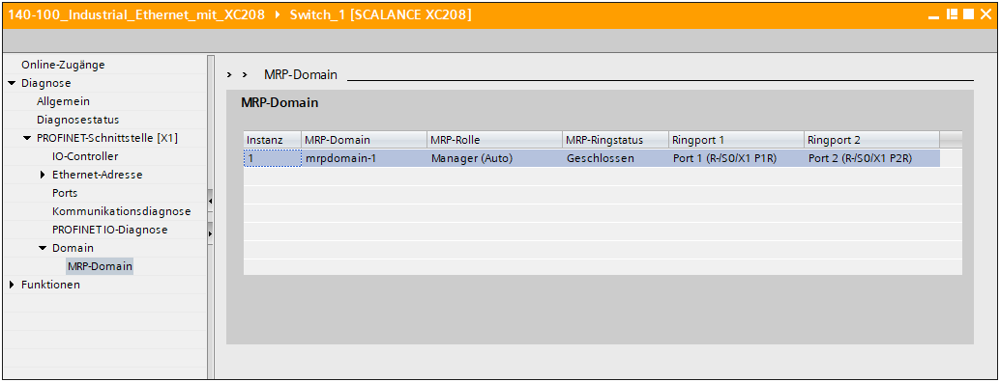 140-100_Industrial_Ethernet_mit_XC208 ▸ Switch_1 [SCALANCE XC208]
Online-Zugänge
Diagnose
Allgemein
Diagnosestatus
PROFINET-Schnittstelle [X1]
IO-Controller
Ethernet-Adresse
Ports
Kommunikationsdiagnose
PROFINET IO-Diagnose
Domain
MRP-Domain
Funktionen
> > MRP-Domain
MRP-Domain
Instanz MRP-Domain MRP-Rolle MRP-Ringstatus Ringport 1 Ringport 2
1 mrpdomain-1 Manager (Auto) Geschlossen Port 1 (R-/S0/X1 P1R) Port 2 (R-/S0/X1 P2R)